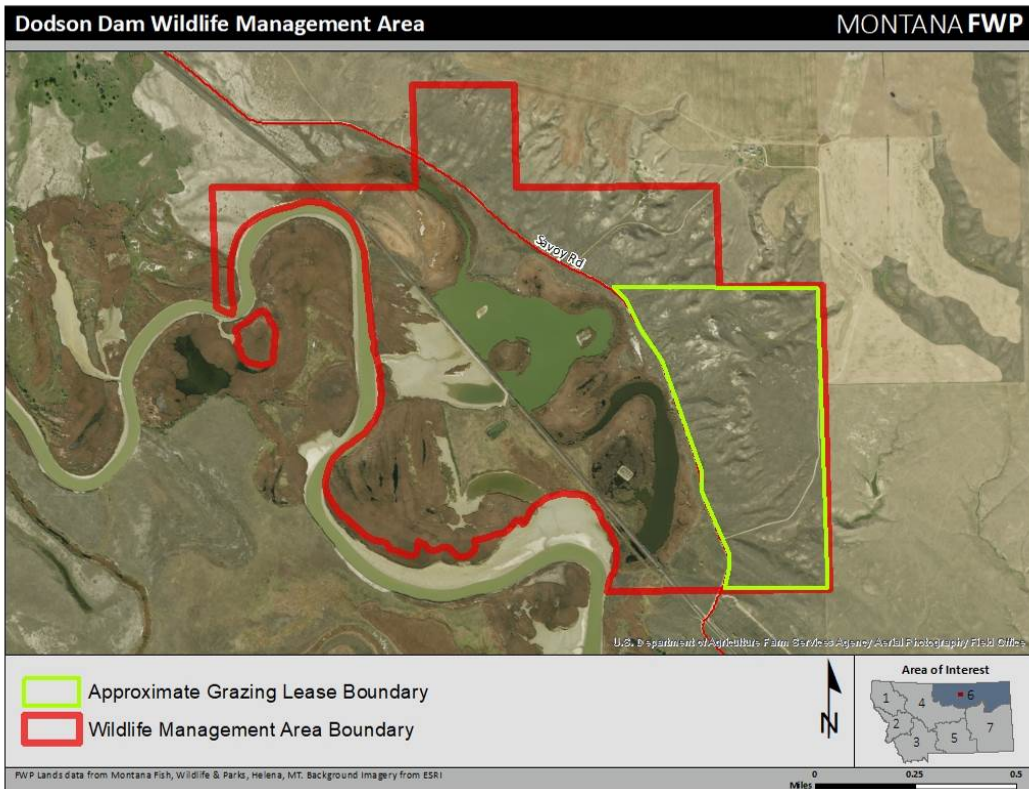 Dodson Dam Wildlife Management Area
MONTANA FWP
Savoy Rd
U.S. Department of Agriculture Farm Services Agency Aerial Photography Field Office
Approximate Grazing Lease Boundary
Wildlife Management Area Boundary
N
Area of Interest
1
2
3
4
5
6
7
FWP Lands data from Montana Fish, Wildlife & Parks, Helena, MT. Background Imagery from ESRI
0 0.25 0.5
Miles